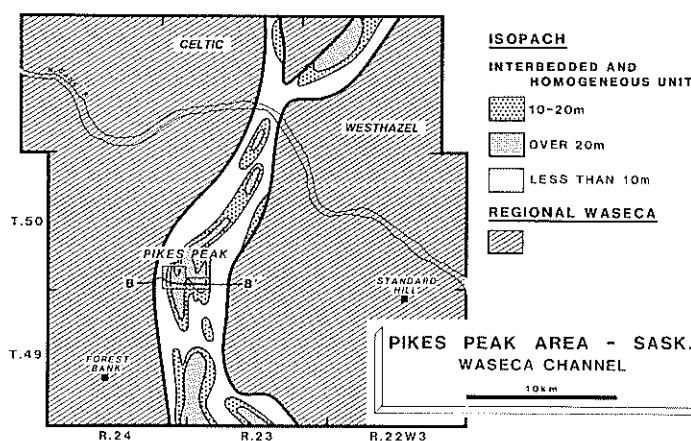 CELTIC
WESTHAZEL
T.50
PIKES PEAK
B
B'
STANDARD
HILL
T.49
FOREST
BANK
R.24
R.23
R.22W3
ISOPACH
INTERBEDDED AND
HOMOGENEOUS UNIT
10-20m
OVER 20m
LESS THAN 10m
REGIONAL WASECA
PIKES PEAK AREA - SASK.
WASECA CHANNEL
10km